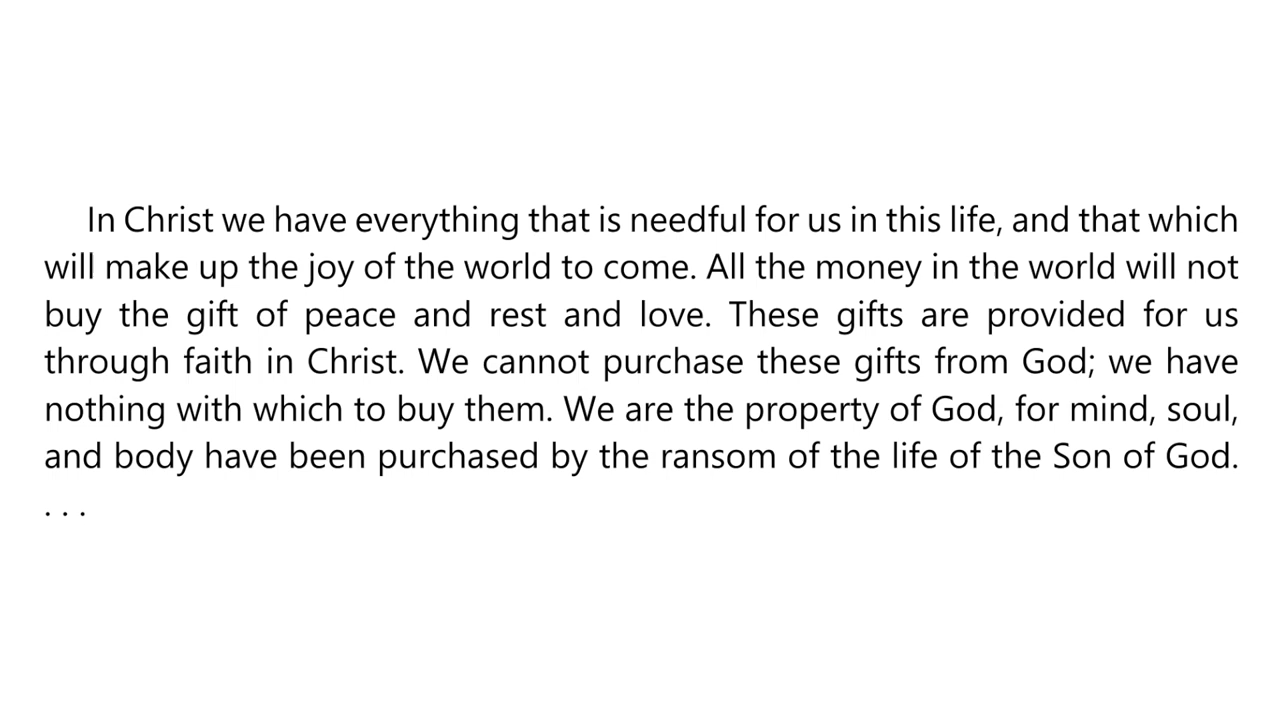 In Christ we have everything that is needful for us in this life, and that which
will make up the joy of the world to come. All the money in the world will not
buy the gift of peace and rest and love. These gifts are provided for us
through faith in Christ. We cannot purchase these gifts from God; we have
nothing with which to buy them. We are the property of God, for mind, soul,
and body have been purchased by the ransom of the life of the Son of God.
. . .